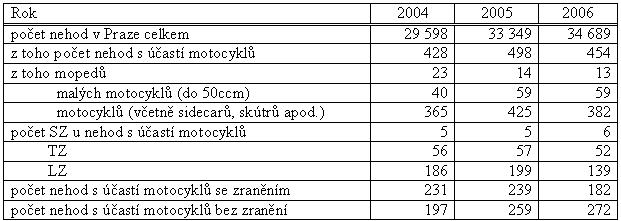 Rok 2004 2005 2006
počet nehod v Praze celkem 29 598 33 349 34 689
z toho počet nehod s účastí motocyklů 428 498 454
z toho mopedů 23 14 13
malých motocyklů (do 50ccm) 40 59 59
motocyklů (včetně sidecarů, skútrů apod.) 365 425 382
počet SZ u nehod s účastí motocyklů 5 5 6
TZ 56 57 52
LZ 186 199 139
počet nehod s účastí motocyklů se zraněním 231 239 182
počet nehod s účastí motocyklů bez zranění 197 259 272